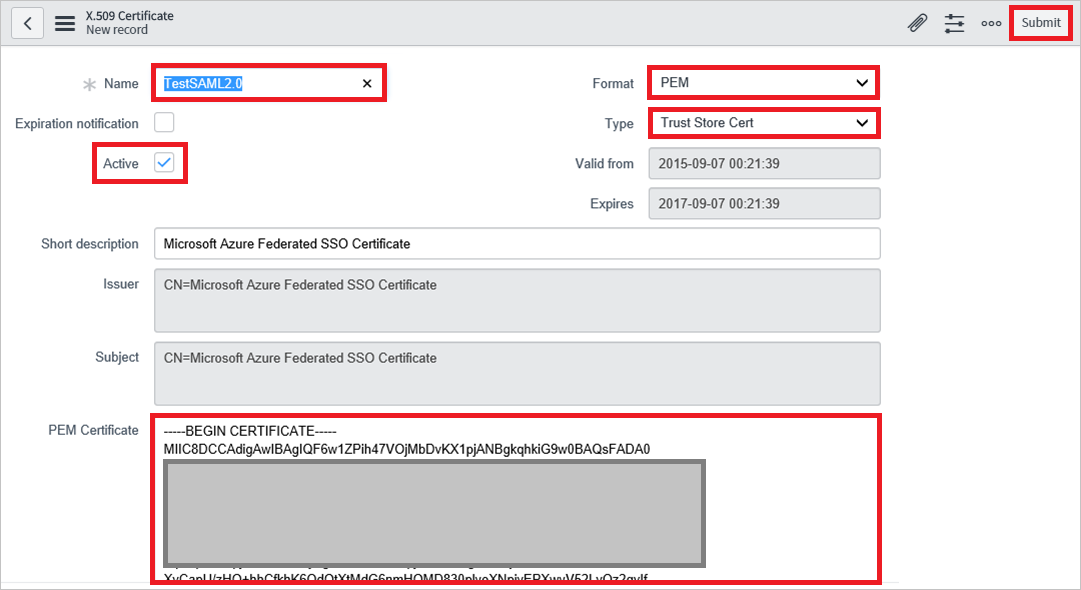 X.509 Certificate
New record
Submit
Name
TestSAML2.0
Format
PEM
Expiration notification
Type
Trust Store Cert
Active
Valid from
2015-09-07 00:21:39
Expires
2017-09-07 00:21:39
Short description
Microsoft Azure Federated SSO Certificate
Issuer
CN=Microsoft Azure Federated SSO Certificate
Subject
CN=Microsoft Azure Federated SSO Certificate
PEM Certificate
-----BEGIN CERTIFICATE-----
MIIC8DCCAdigAwIBAgIQF6w1ZPih47VOjMbDvKX1pjANBgkqhkiG9w0BAQsFADA0